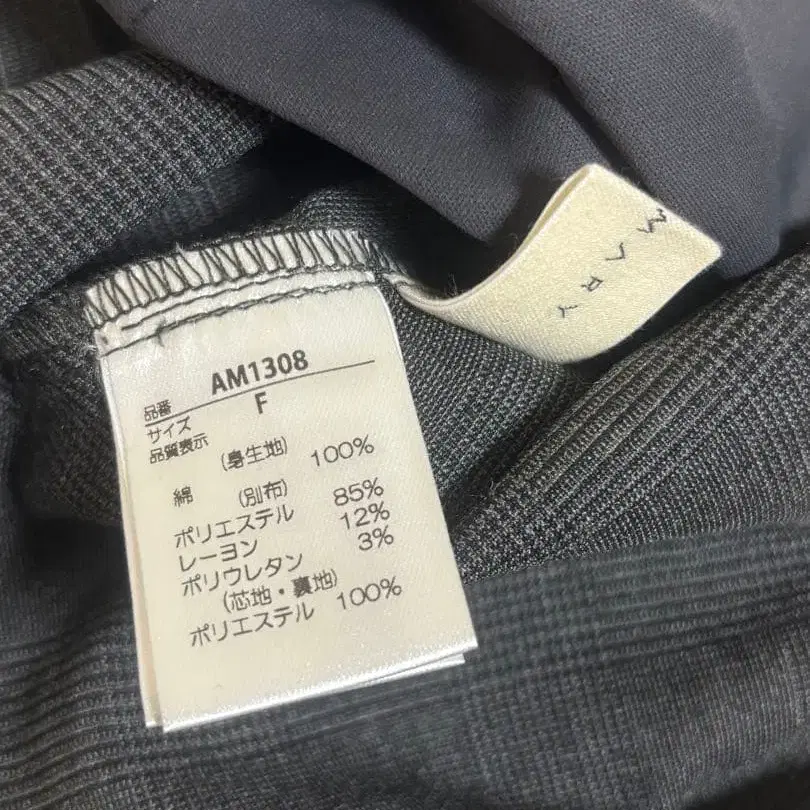 MARY
品番 AM1308
サイズ F
品質表示
(身生地)
綿 100%
(別布)
ポリエステル 85%
レーヨン 12%
ポリウレタン 3%
(芯地・裏地)
ポリエステル 100%